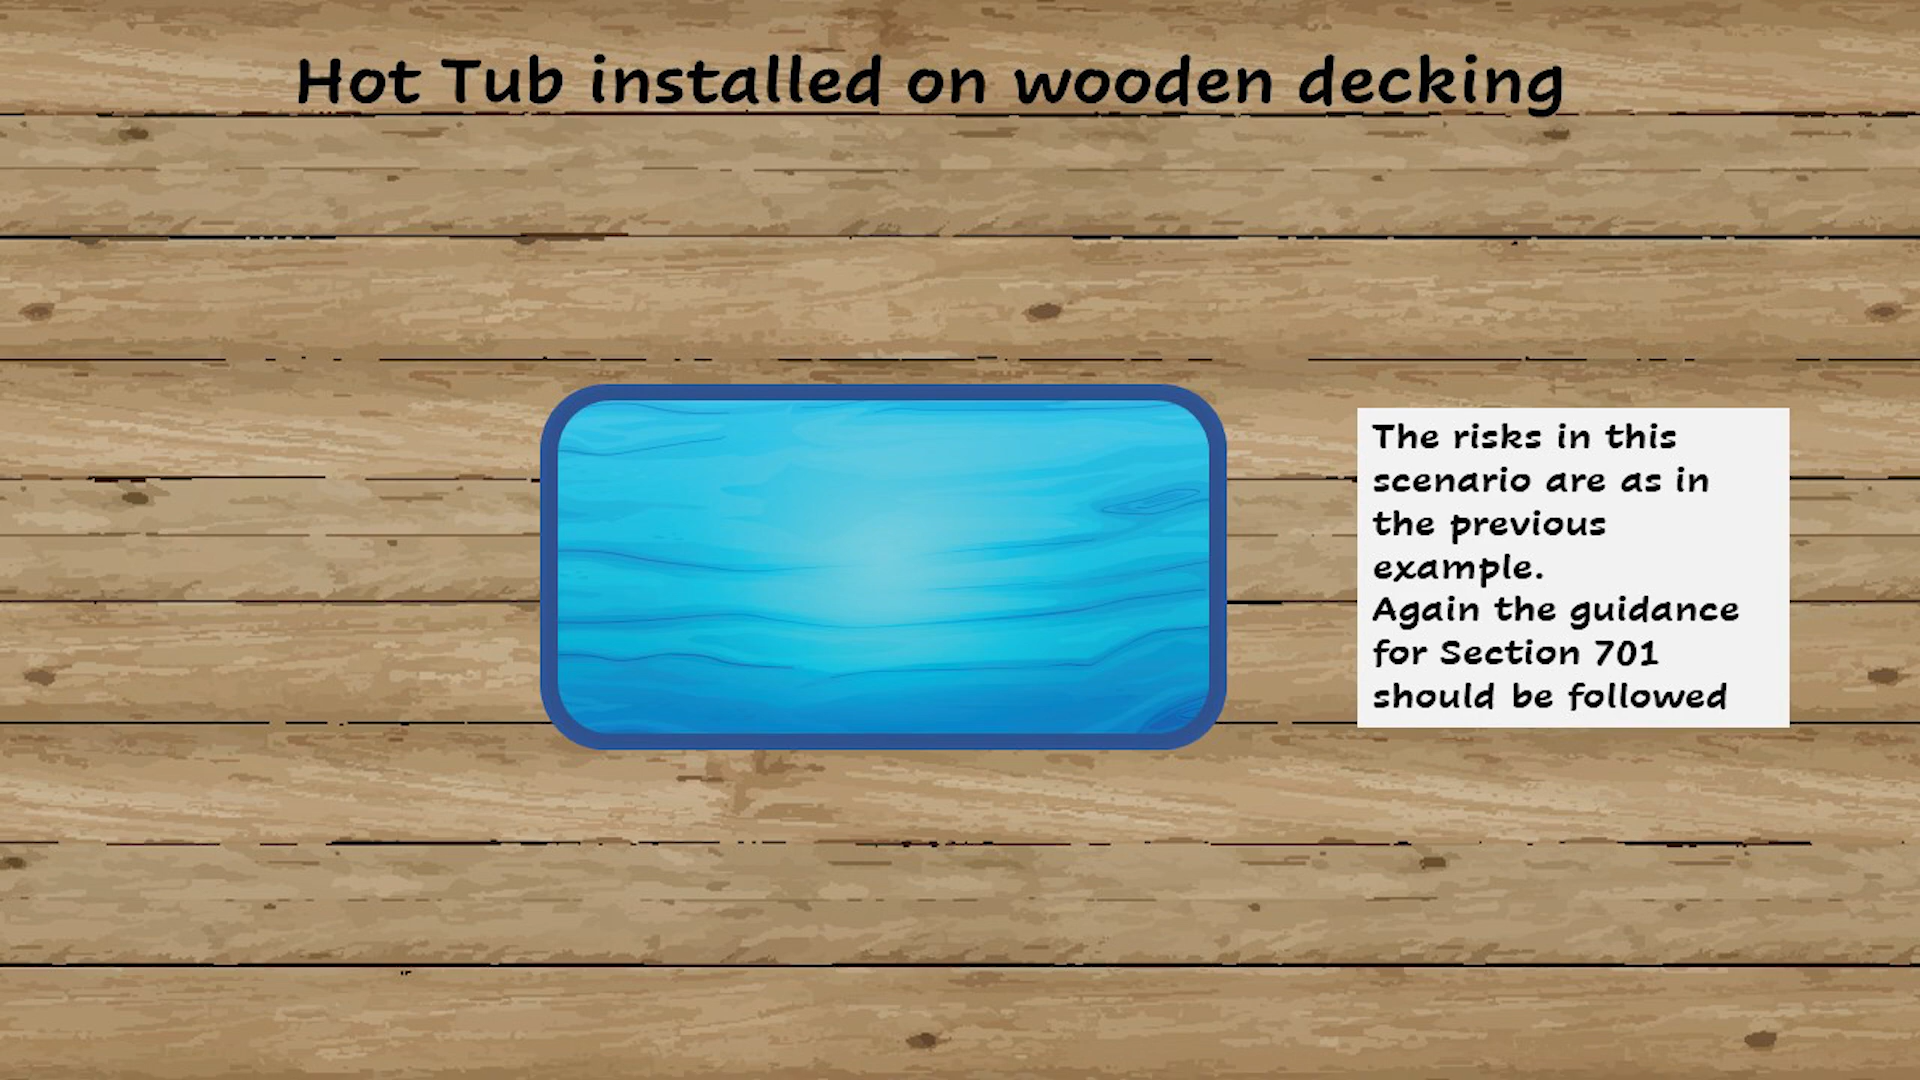 Hot Tub installed on wooden decking
The risks in this
scenario are as in
the previous
example.
Again the guidance
for Section 701
should be followed